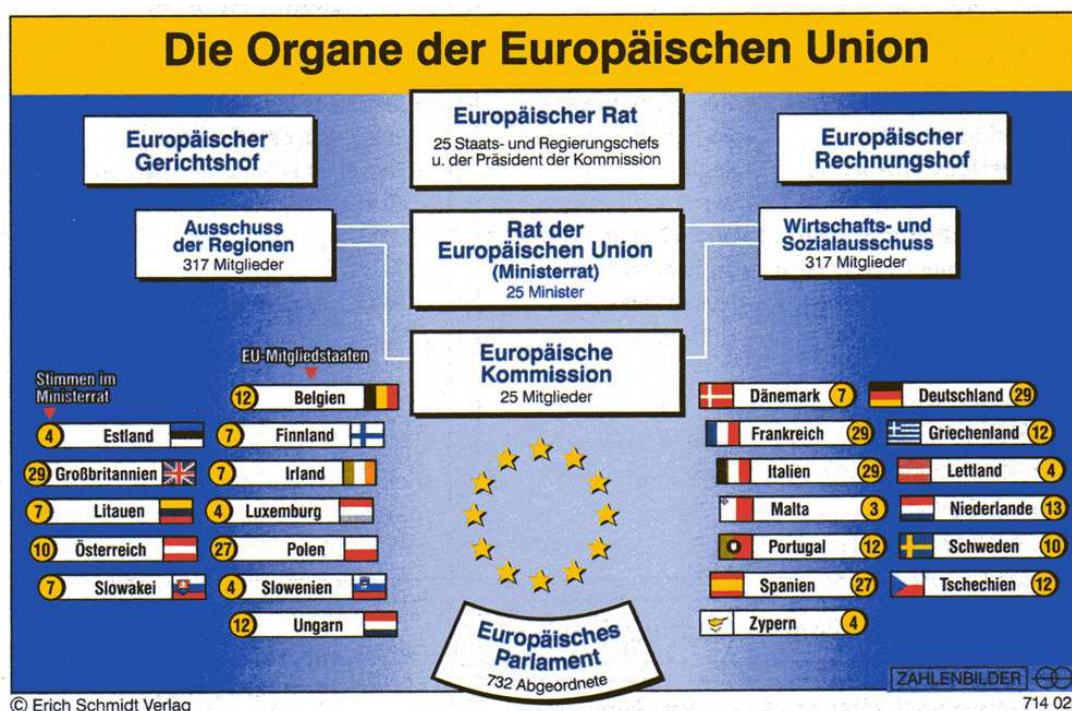 Die Organe der Europäischen Union
Europäischer
Gerichtshof
Europäischer Rat
25 Staats- und Regierungschefs
u. der Präsident der Kommission
Europäischer
Rechnungshof
Ausschuss
der Regionen
317 Mitglieder
Rat der
Europäischen Union
(Ministerrat)
25 Minister
Wirtschafts- und
Sozialausschuss
317 Mitglieder
Europäische
Kommission
25 Mitglieder
EU-Mitgliedstaaten
Stimmen im
Ministerrat
12 Belgien
4 Estland
7 Finnland
29 Großbritannien
7 Irland
7 Litauen
4 Luxemburg
10 Österreich
27 Polen
7 Slowakei
4 Slowenien
12 Ungarn
Dänemark 7
Deutschland 29
Frankreich 29
Griechenland 12
Italien 29
Lettland 4
Malta 3
Niederlande 13
Portugal 12
Schweden 10
Spanien 27
Tschechien 12
Zypern 4
Europäisches
Parlament
732 Abgeordnete
ZAHLENBILDER
© Erich Schmidt Verlag
714 02